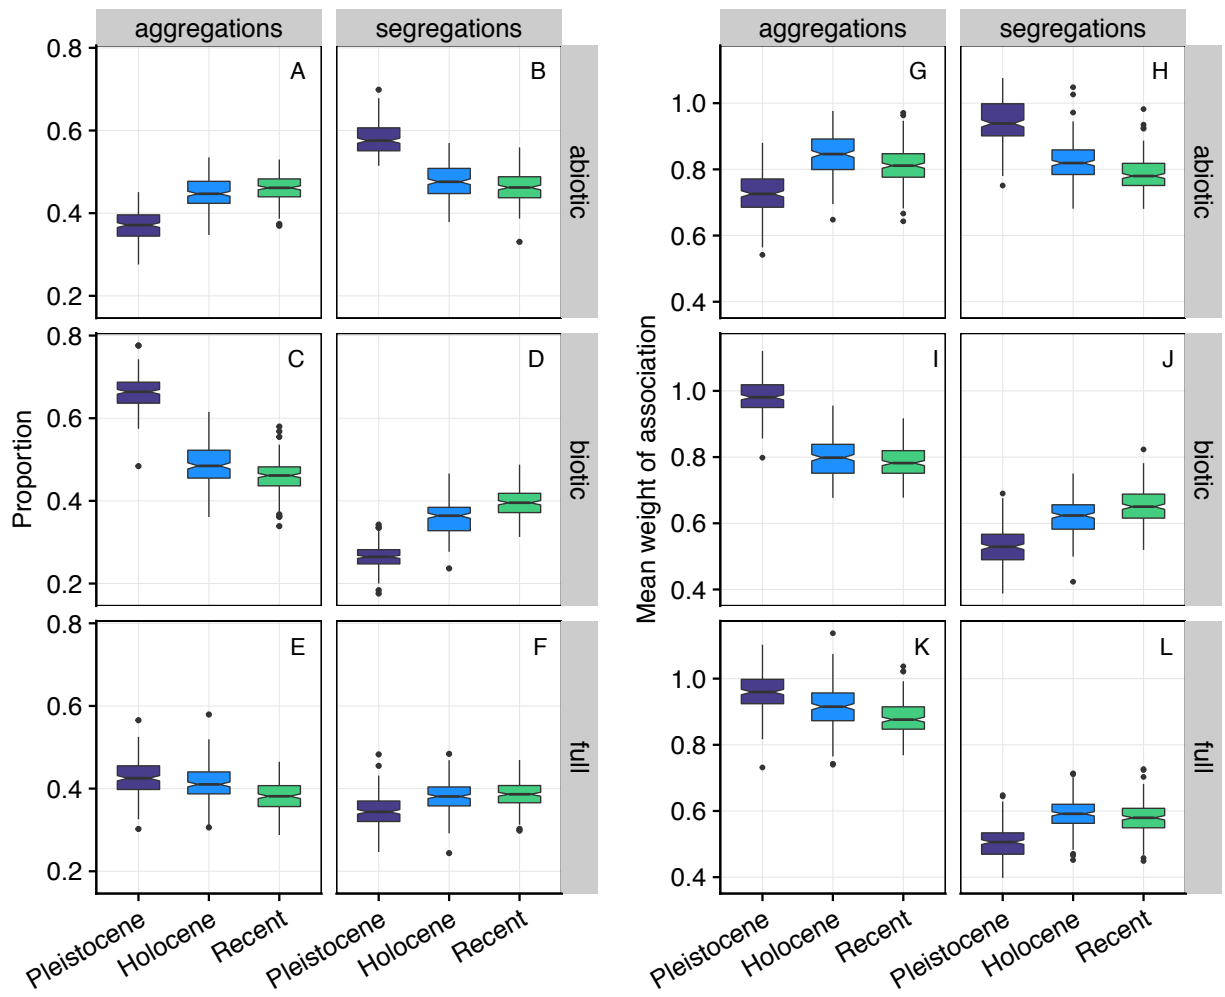 aggregations segregations
0.8
0.6
0.4
0.2
A
B
abiotic
0.8
0.6
0.4
0.2
C
D
biotic
0.8
0.6
0.4
0.2
E
F
full
Proportion
Pleistocene
Holocene
Recent
Pleistocene
Holocene
Recent
aggregations segregations
1.0
0.8
0.6
0.4
G
H
abiotic
1.0
0.8
0.6
0.4
I
J
biotic
1.0
0.8
0.6
0.4
K
L
full
Mean weight of association
Pleistocene
Holocene
Recent
Pleistocene
Holocene
Recent